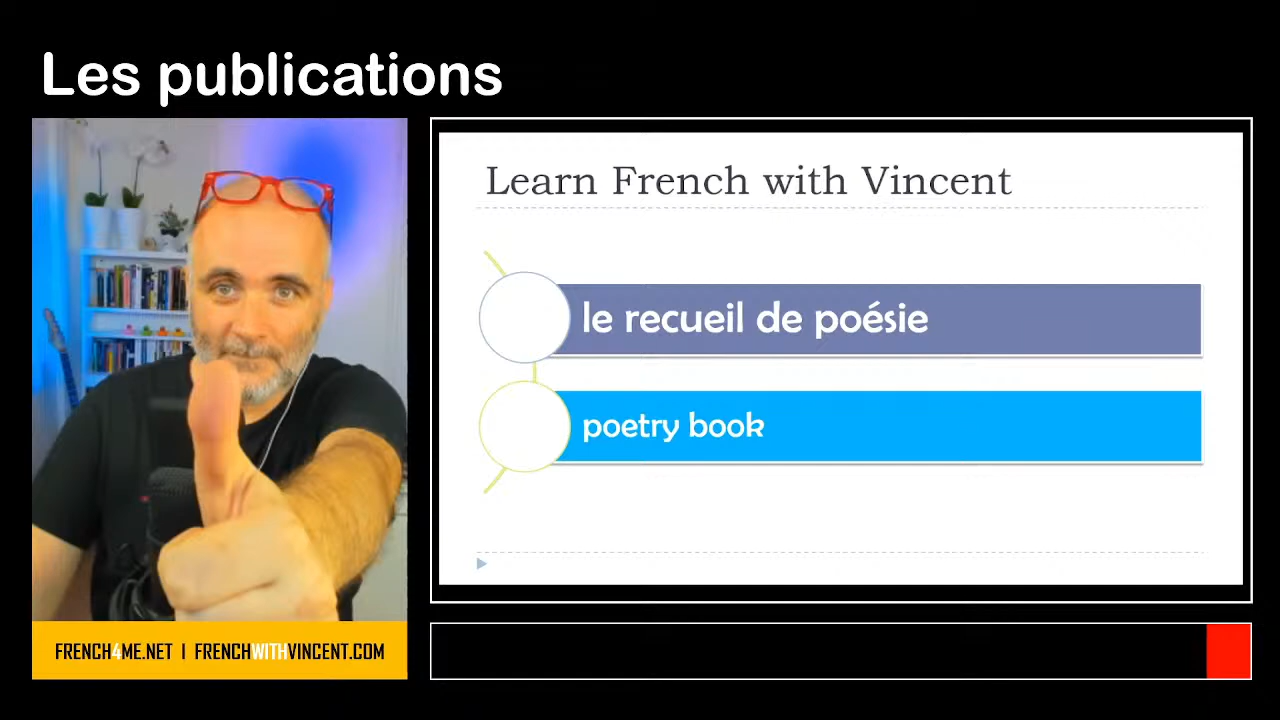 Les publications
Learn French with Vincent
le recueil de poésie
poetry book
FRENCH4ME.NET I FRENCHWITHVINCENT.COM